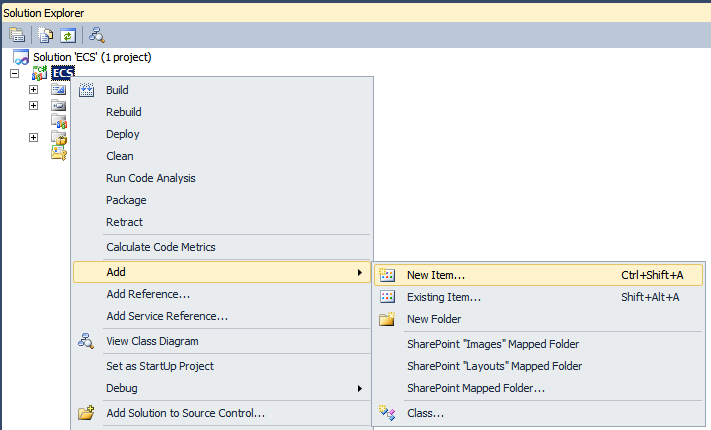 Solution Explorer
Solution 'ECS' (1 project)
ECS
Build
Rebuild
Deploy
Clean
Run Code Analysis
Package
Retract
Calculate Code Metrics
Add
Add Reference...
Add Service Reference...
View Class Diagram
Set as StartUp Project
Debug
Add Solution to Source Control...
New Item... Ctrl+Shift+A
Existing Item... Shift+Alt+A
New Folder
SharePoint "Images" Mapped Folder
SharePoint "Layouts" Mapped Folder
SharePoint Mapped Folder...
Class...